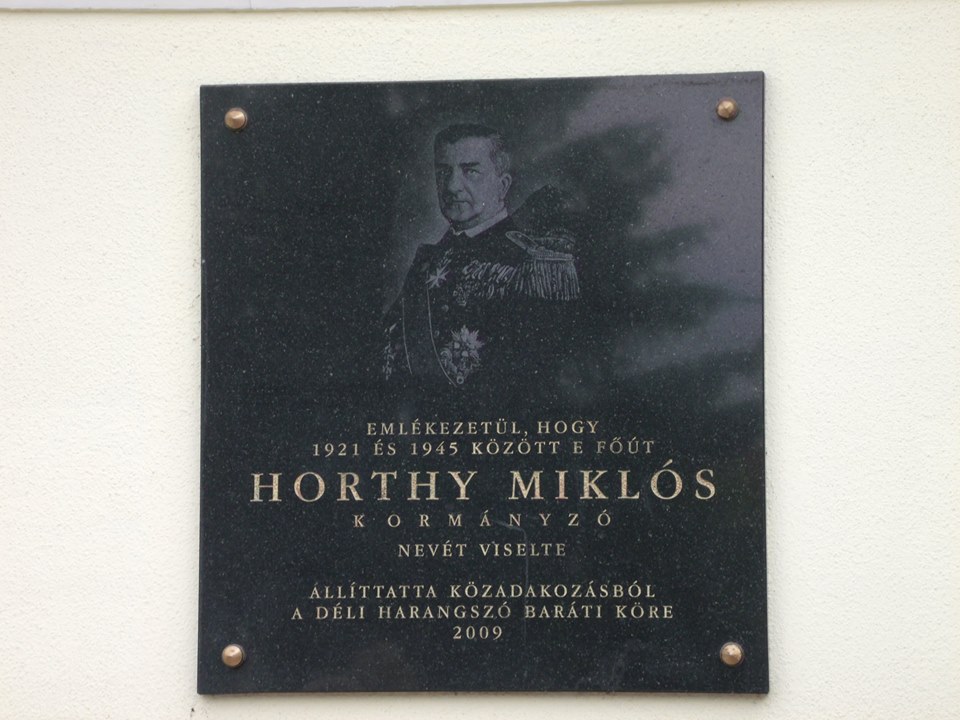 EMLÉKEZETÜL, HOGY
1921 ÉS 1945 KÖZÖTT E FŐÚT
HORTHY MIKLÓS
KORMÁNYZÓ
NEVÉT VISELTE
ÁLLÍTTATTA KÖZADAKOZÁSBÓL
A DÉLI HARANGSZÓ BARÁTI KÖRE
2009